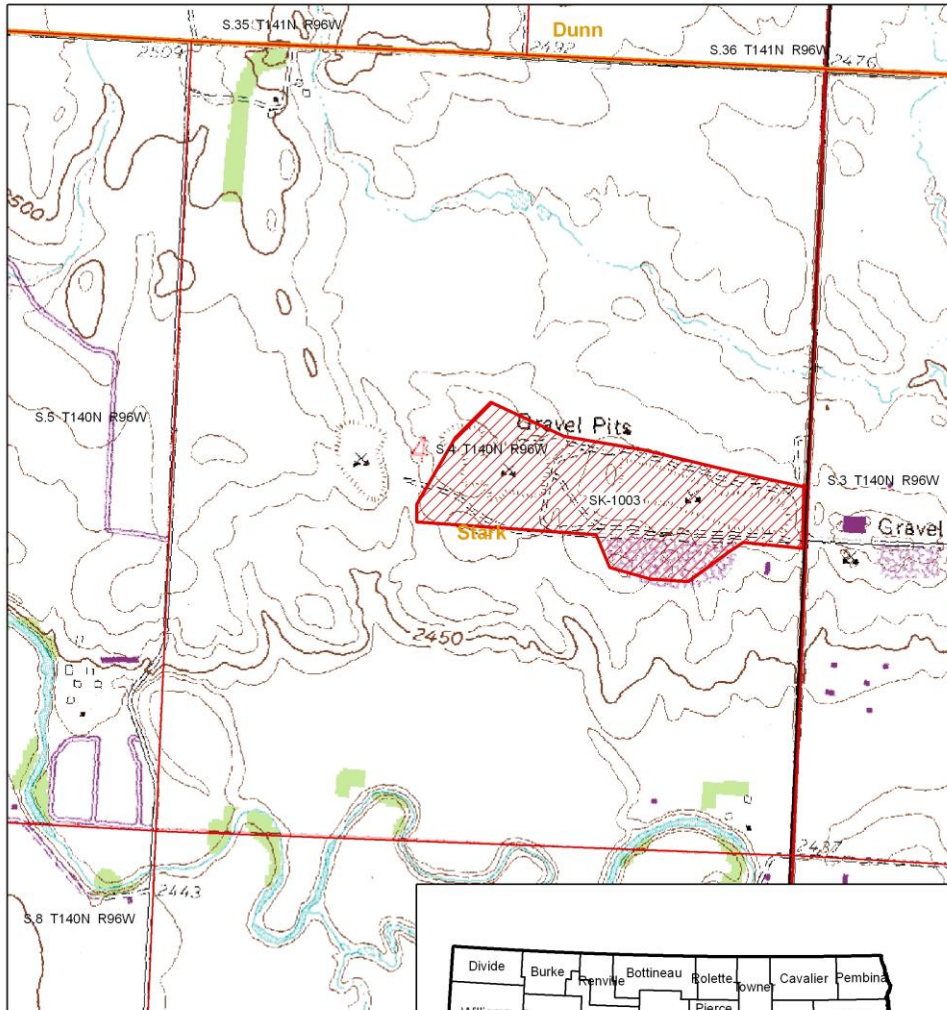 S.35 T141N R96W
Dunn
2509
2492
S.36 T141N R96W
2476
2500
S.5 T140N R96W
Gravel Pits
S.4 T140N R96W
SK-1003
S.3 T140N R96W
Stark
Gravel
2450
2437
2443
S.8 T140N R96W
Divide
Burke
Renville
Bottineau
Rolette
Towner
Cavalier
Pembina
Pierce
Williams